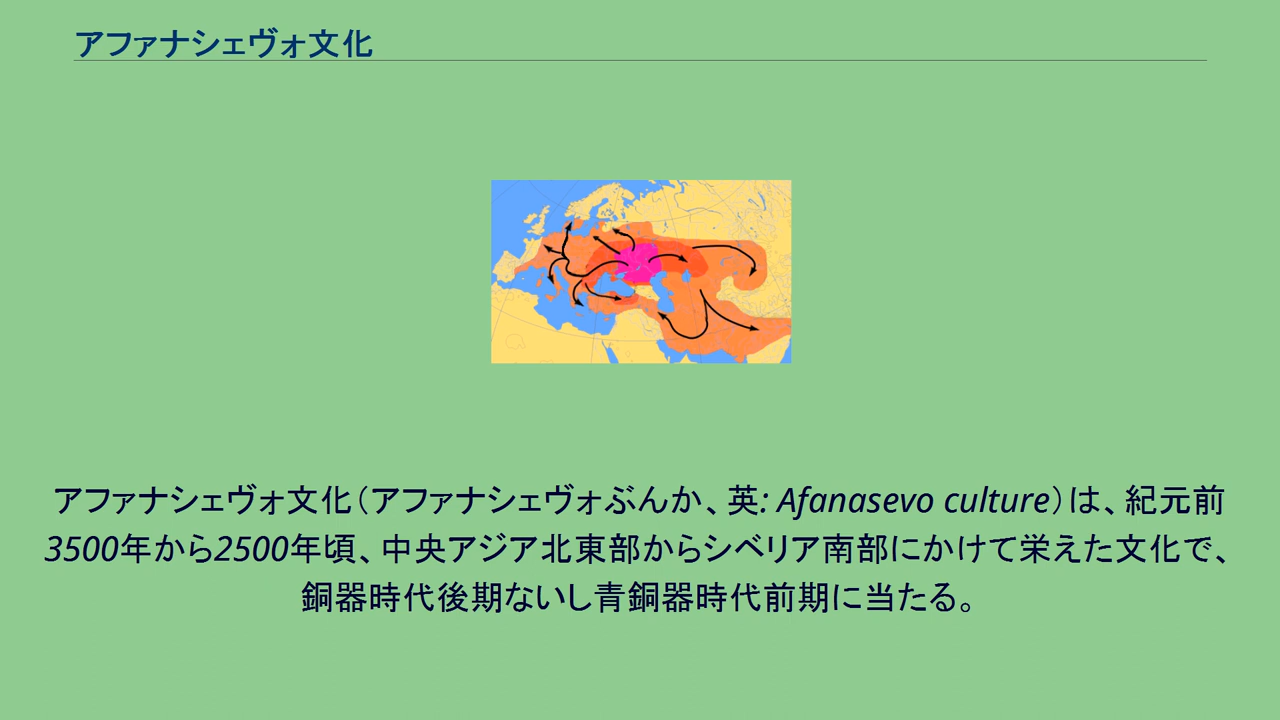 アファナシェヴォ文化
アファナシェヴォ文化（アファナシェヴォぶんか、英: Afanasevo culture）は、紀元前
3500年から2500年頃、中央アジア北東部からシベリア南部にかけて栄えた文化で、
銅器時代後期ないし青銅器時代前期に当たる。